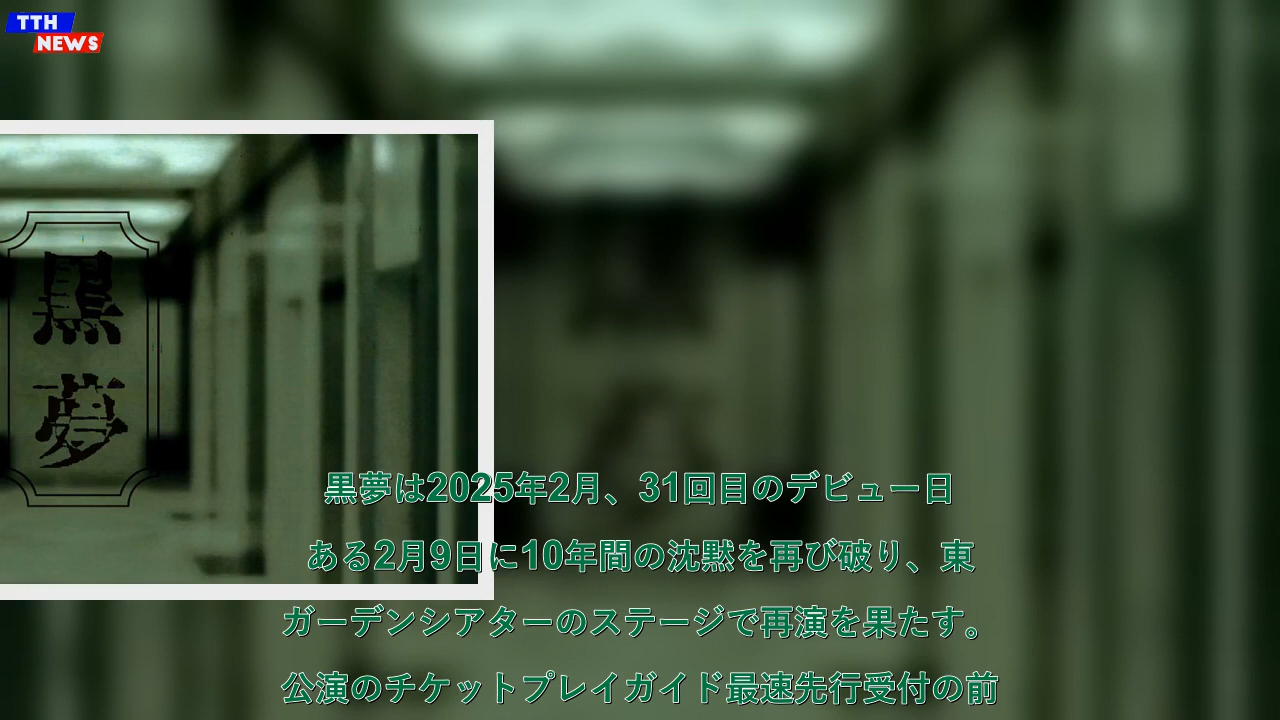 TTH
NEWS
黒
夢
黒夢は2025年2月、31回目のデビュー日
ある2月9日に10年間の沈黙を再び破り、東
ガーデンシアターのステージで再演を果たす。
公演のチケットプレイガイド最速先行受付の前